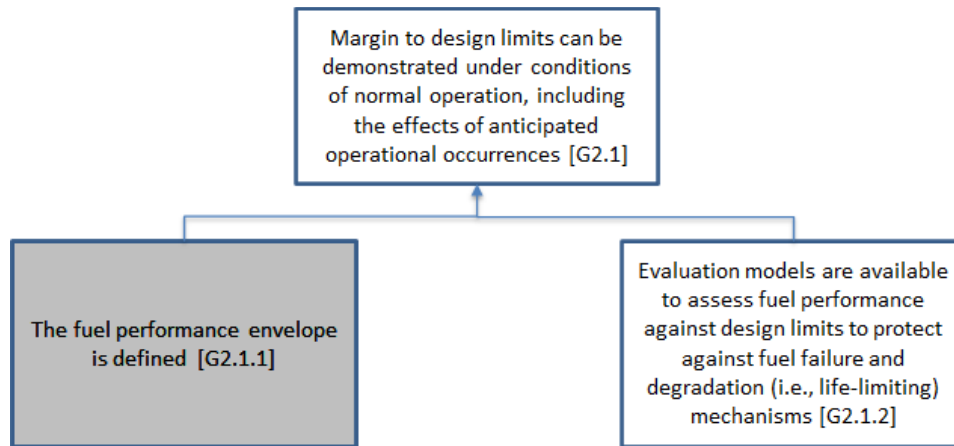 Margin to design limits can be
demonstrated under conditions
of normal operation, including
the effects of anticipated
operational occurrences [G2.1]
The fuel performance envelope
is defined [G2.1.1]
Evaluation models are available
to assess fuel performance
against design limits to protect
against fuel failure and
degradation (i.e., life-limiting)
mechanisms [G2.1.2]